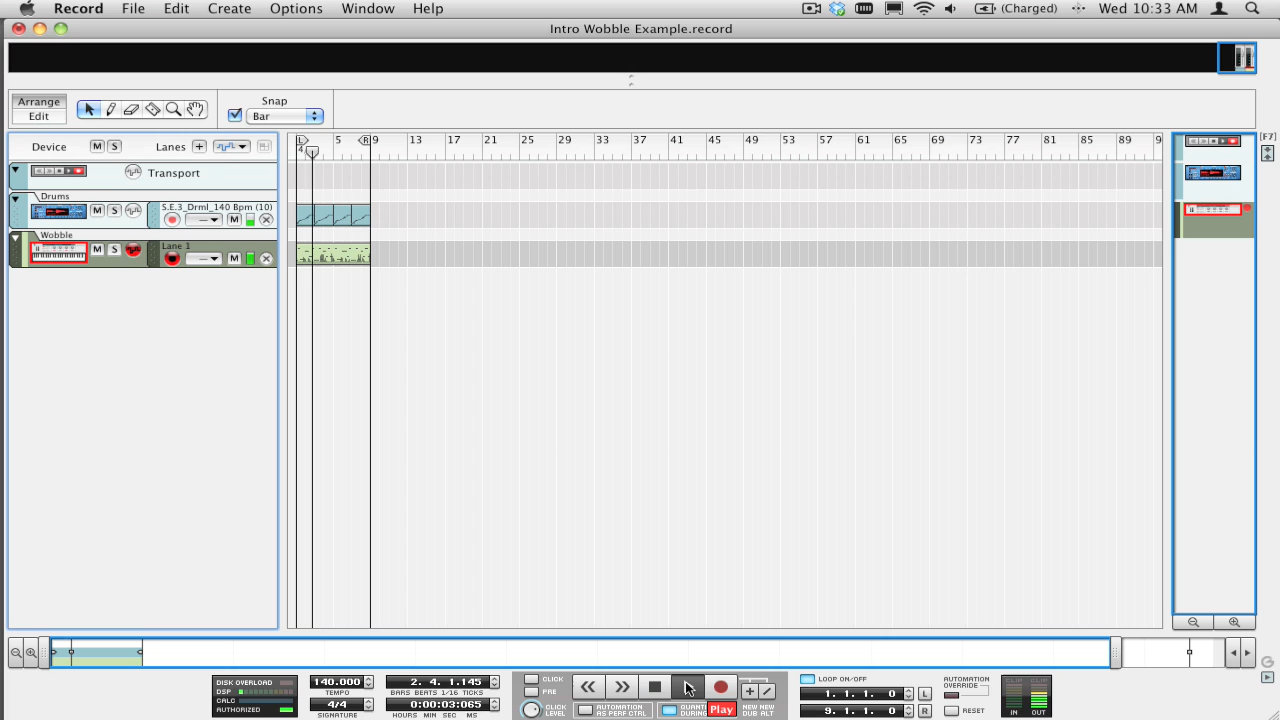 Record File Edit Create Options Window Help (Charged) Wed 10:33 AM
Intro Wobble Example.record
Arrange
Edit
Snap
Bar
[F7]
Device M S Lanes +
5 9 13 17 21 25 29 33 37 41 45 49 53 57 61 65 69 73 77 81 85 89 9
Transport
Drums
M S S.E.3_Drml_140 Bpm (10)
M
Wobble
M S Lane 1
M
DISK OVERLOAD
DSP
CALC
AUTHORIZED
140.000
TEMPO
4/4
SIGNATURE
2. 4. 1.145
BARS BEATS 1-16 TICKS
0:00:03:065
HOURS MIN SEC MS
CLICK
PRE
CLICK
LEVEL
AUTOMATION
AS PERF CTRL
QUANT
DURING
Play
NEW NEW
DUB ALT
LOOP ON/OFF
1. 1. 1. 0 L
9. 1. 1. 0 R
AUTOMATION
OVERRIDE
RESET
CLIP CLIP
IN OUT